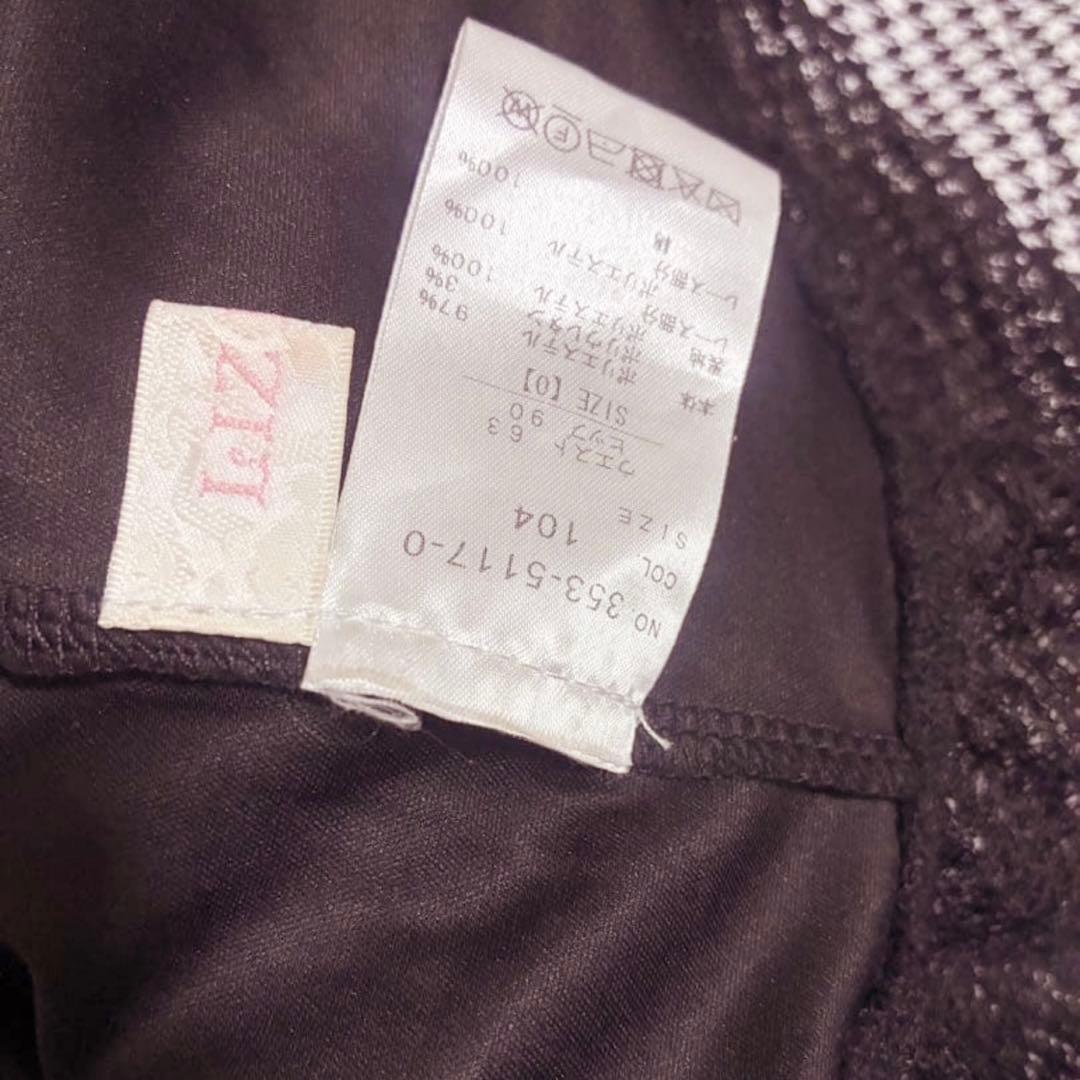 NO. 353-5117-0
COL 104
SIZE
ウエスト 63
ヒップ 90
SIZE【0】
本体 ポリエステル 97%
ポリウレタン 3%
裏地 ポリエステル 100%
レース部分 ポリエステル 100%
レース部分 綿 100%
F W